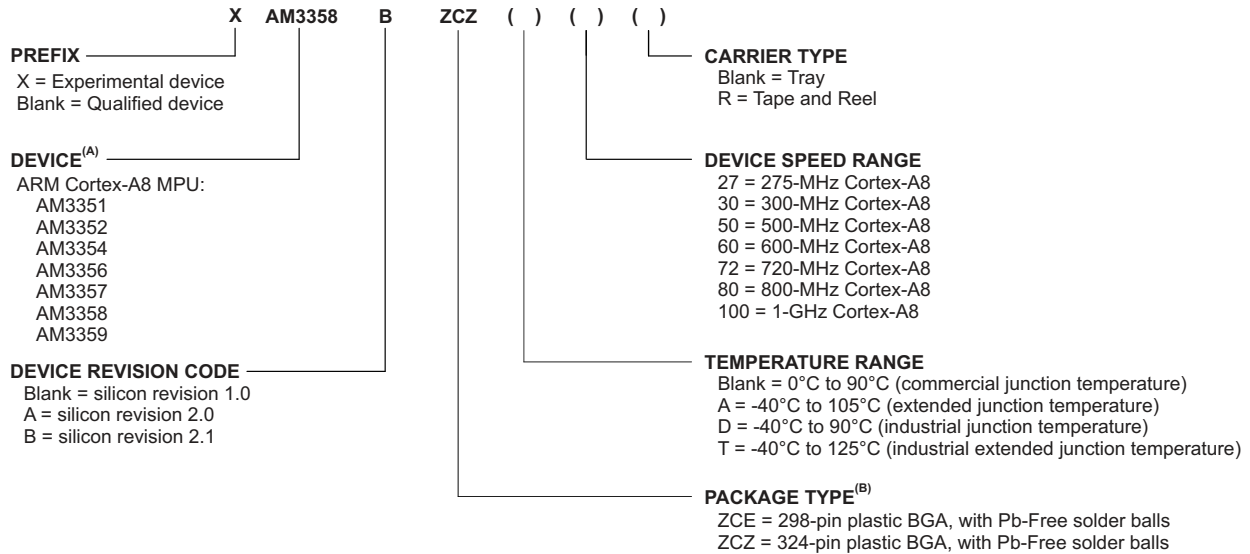 X AM3358 B ZCZ ( ) ( ) ( )
PREFIX
X = Experimental device
Blank = Qualified device
DEVICE(A)
ARM Cortex-A8 MPU:
AM3351
AM3352
AM3354
AM3356
AM3357
AM3358
AM3359
DEVICE REVISION CODE
Blank = silicon revision 1.0
A = silicon revision 2.0
B = silicon revision 2.1
CARRIER TYPE
Blank = Tray
R = Tape and Reel
DEVICE SPEED RANGE
27 = 275-MHz Cortex-A8
30 = 300-MHz Cortex-A8
50 = 500-MHz Cortex-A8
60 = 600-MHz Cortex-A8
72 = 720-MHz Cortex-A8
80 = 800-MHz Cortex-A8
100 = 1-GHz Cortex-A8
TEMPERATURE RANGE
Blank = 0°C to 90°C (commercial junction temperature)
A = -40°C to 105°C (extended junction temperature)
D = -40°C to 90°C (industrial junction temperature)
T = -40°C to 125°C (industrial extended junction temperature)
PACKAGE TYPE(B)
ZCE = 298-pin plastic BGA, with Pb-Free solder balls
ZCZ = 324-pin plastic BGA, with Pb-Free solder balls